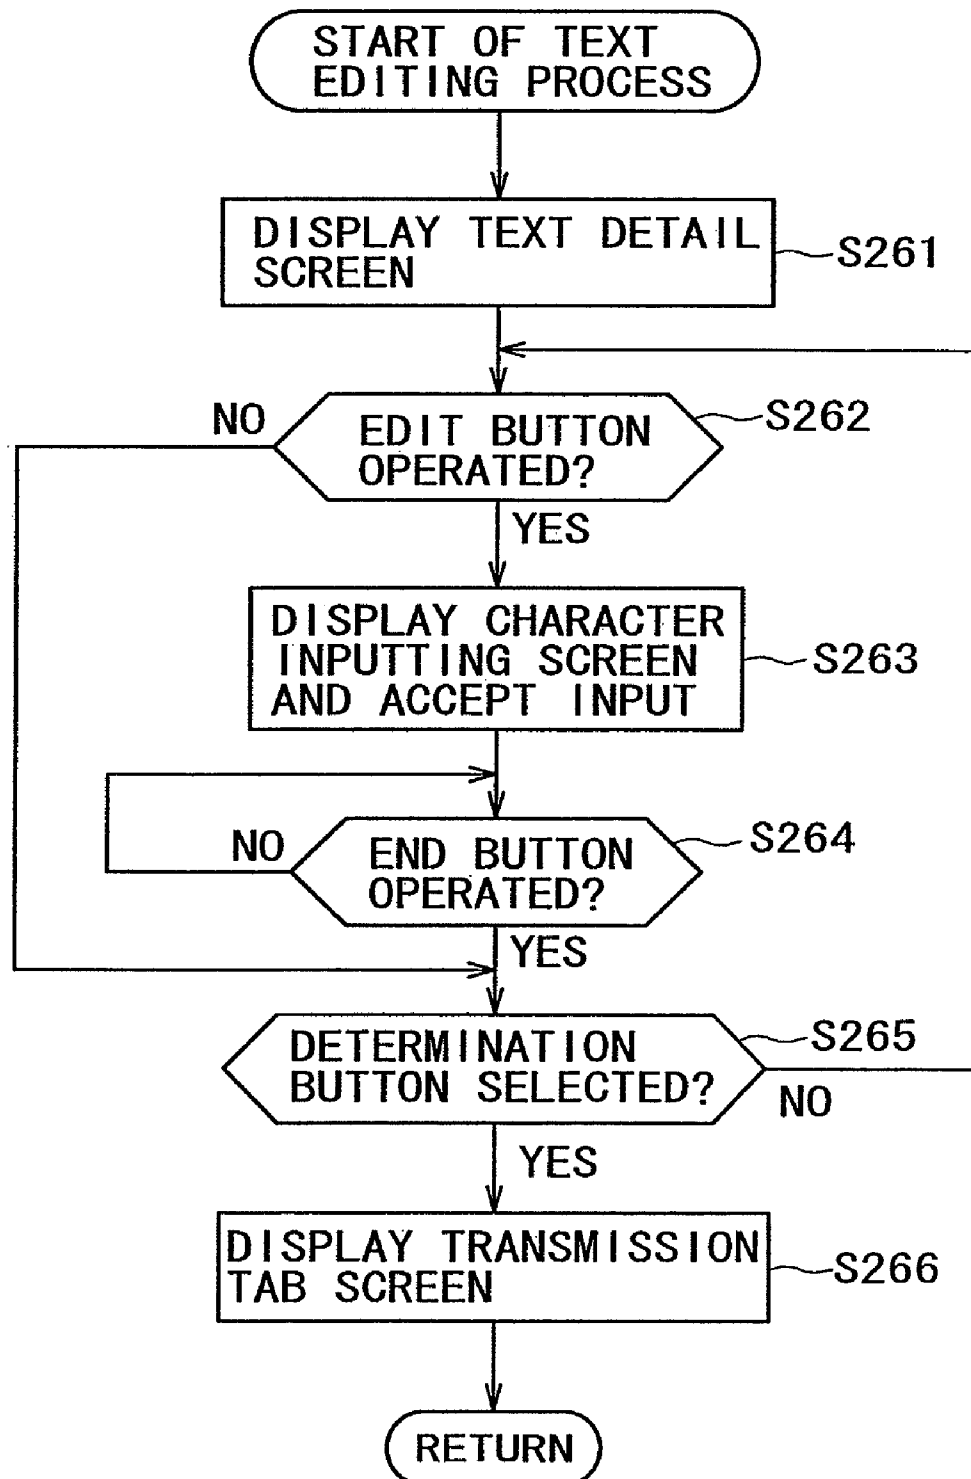 START OF TEXT
EDITING PROCESS
DISPLAY TEXT DETAIL
SCREEN
S261
NO
EDIT BUTTON
OPERATED?
S262
YES
DISPLAY CHARACTER
INPUTTING SCREEN
AND ACCEPT INPUT
S263
NO
END BUTTON
OPERATED?
S264
YES
DETERMINATION
BUTTON SELECTED?
S265
NO
YES
DISPLAY TRANSMISSION
TAB SCREEN
S266
RETURN